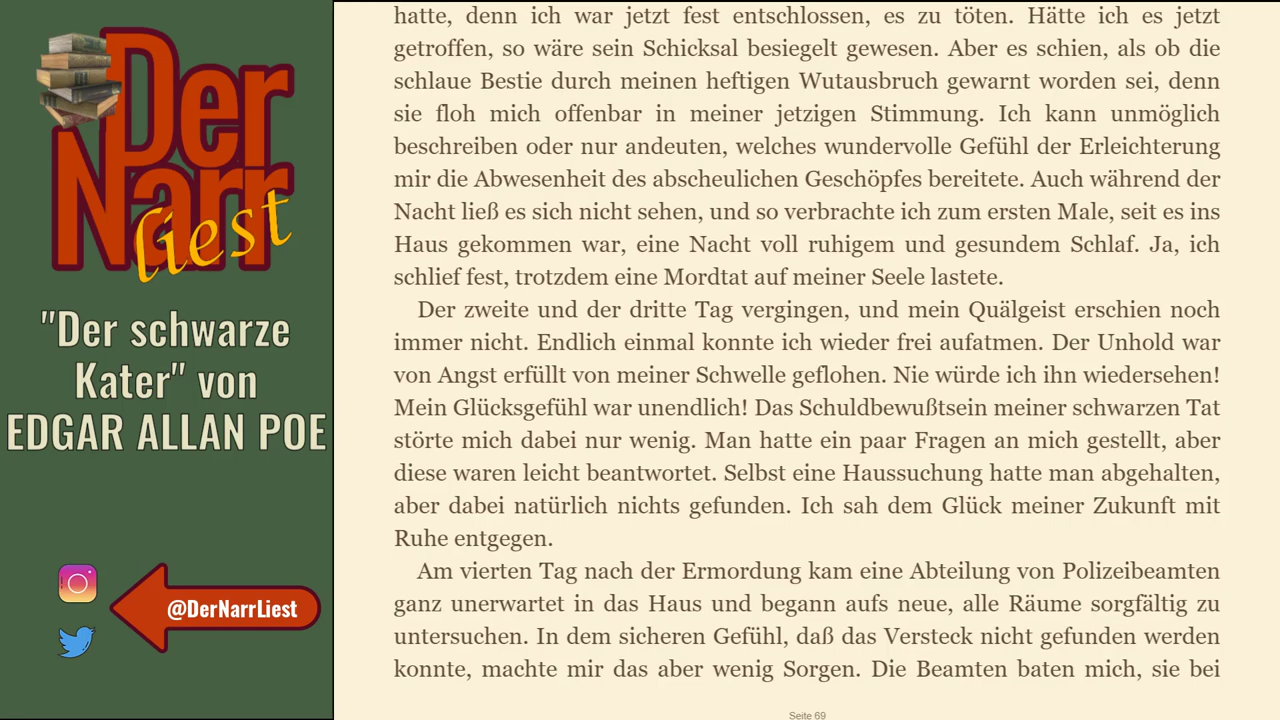 Der
Narr
liest
"Der schwarze
Kater" von
EDGAR ALLAN POE
@DerNarrLiest
hatte, denn ich war jetzt fest entschlossen, es zu töten. Hätte ich es jetzt
getroffen, so wäre sein Schicksal besiegelt gewesen. Aber es schien, als ob die
schlaue Bestie durch meinen heftigen Wutausbruch gewarnt worden sei, denn
sie floh mich offenbar in meiner jetzigen Stimmung. Ich kann unmöglich
beschreiben oder nur andeuten, welches wundervolle Gefühl der Erleichterung
mir die Abwesenheit des abscheulichen Geschöpfes bereitete. Auch während der
Nacht ließ es sich nicht sehen, und so verbrachte ich zum ersten Male, seit es ins
Haus gekommen war, eine Nacht voll ruhigem und gesundem Schlaf. Ja, ich
schlief fest, trotzdem eine Mordtat auf meiner Seele lastete.
Der zweite und der dritte Tag vergingen, und mein Quälgeist erschien noch
immer nicht. Endlich einmal konnte ich wieder frei aufatmen. Der Unhold war
von Angst erfüllt von meiner Schwelle geflohen. Nie würde ich ihn wiedersehen!
Mein Glücksgefühl war unendlich! Das Schuldbewußtsein meiner schwarzen Tat
störte mich dabei nur wenig. Man hatte ein paar Fragen an mich gestellt, aber
diese waren leicht beantwortet. Selbst eine Haussuchung hatte man abgehalten,
aber dabei natürlich nichts gefunden. Ich sah dem Glück meiner Zukunft mit
Ruhe entgegen.
Am vierten Tag nach der Ermordung kam eine Abteilung von Polizeibeamten
ganz unerwartet in das Haus und begann aufs neue, alle Räume sorgfältig zu
untersuchen. In dem sicheren Gefühl, daß das Versteck nicht gefunden werden
konnte, machte mir das aber wenig Sorgen. Die Beamten baten mich, sie bei
Seite 69